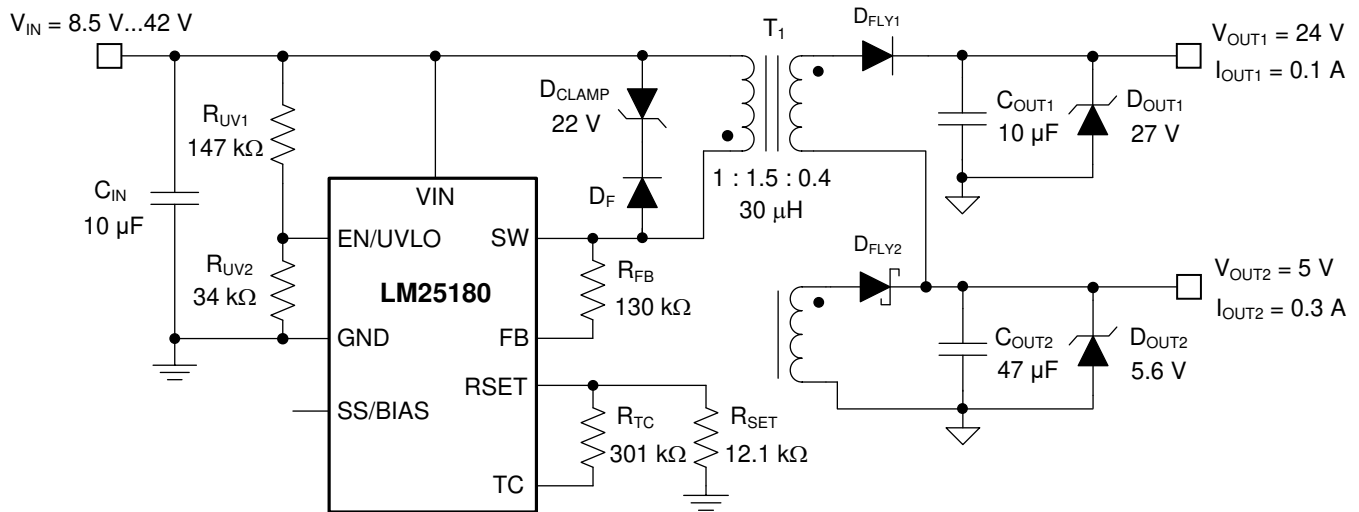 V_IN = 8.5 V...42 V
T₁
D_FLY1
V_OUT1 = 24 V
I_OUT1 = 0.1 A
R_UV1
147 kΩ
D_CLAMP
22 V
C_OUT1
10 µF
D_OUT1
27 V
C_IN
10 µF
VIN
D_F
1 : 1.5 : 0.4
30 µH
EN/UVLO
SW
R_UV2
34 kΩ
LM25180
R_FB
130 kΩ
D_FLY2
V_OUT2 = 5 V
I_OUT2 = 0.3 A
GND
FB
C_OUT2
47 µF
D_OUT2
5.6 V
RSET
SS/BIAS
R_TC
301 kΩ
R_SET
12.1 kΩ
TC